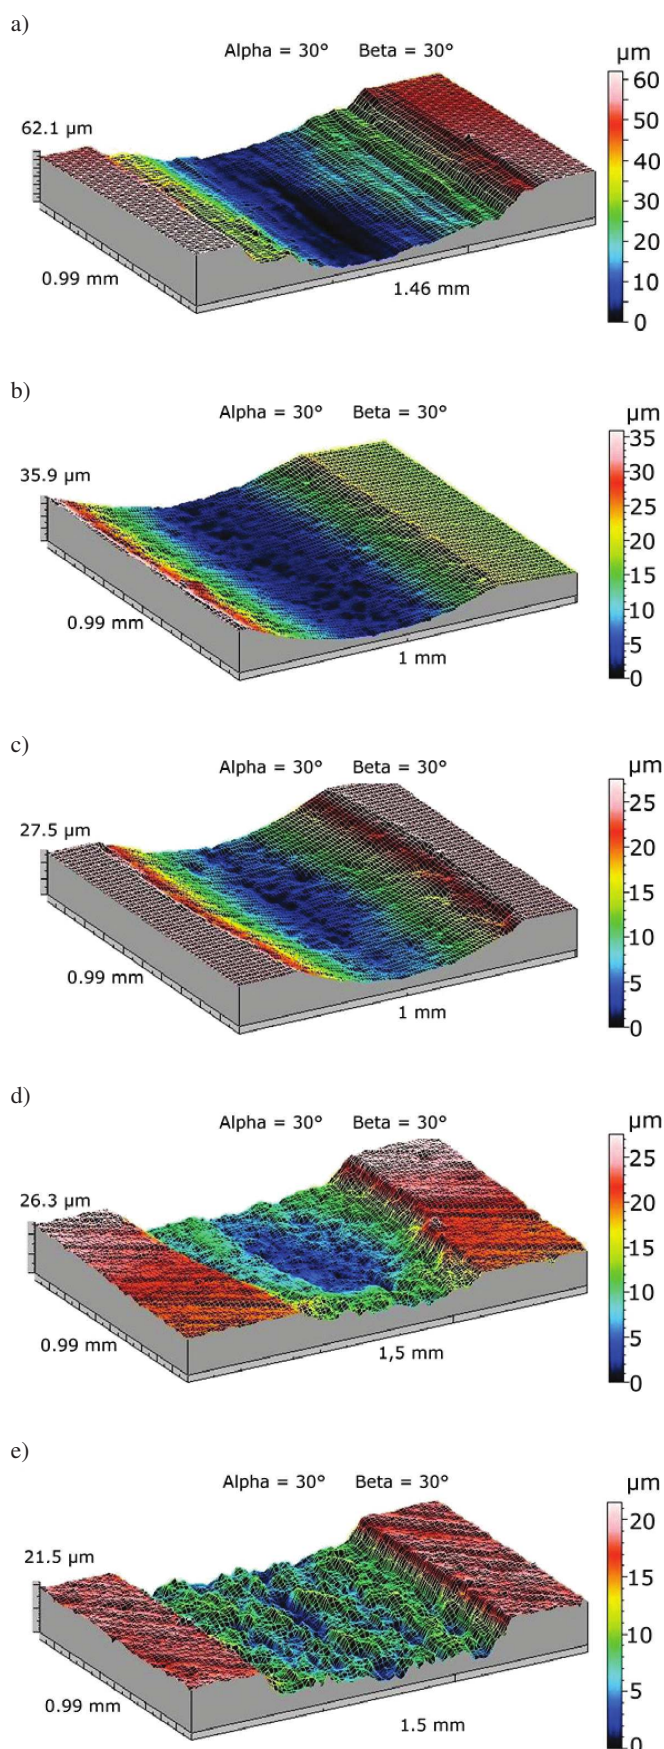 a)
Alpha = 30° Beta = 30°
µm
62.1 µm
60
50
40
30
20
10
0
0.99 mm
1.46 mm
b)
Alpha = 30° Beta = 30°
µm
35.9 µm
35
30
25
20
15
10
5
0
0.99 mm
1 mm
c)
Alpha = 30° Beta = 30°
µm
27.5 µm
25
20
15
10
5
0
0.99 mm
1 mm
d)
Alpha = 30° Beta = 30°
µm
26.3 µm
25
20
15
10
5
0
0.99 mm
1,5 mm
e)
Alpha = 30° Beta = 30°
µm
21.5 µm
20
15
10
5
0
0.99 mm
1.5 mm